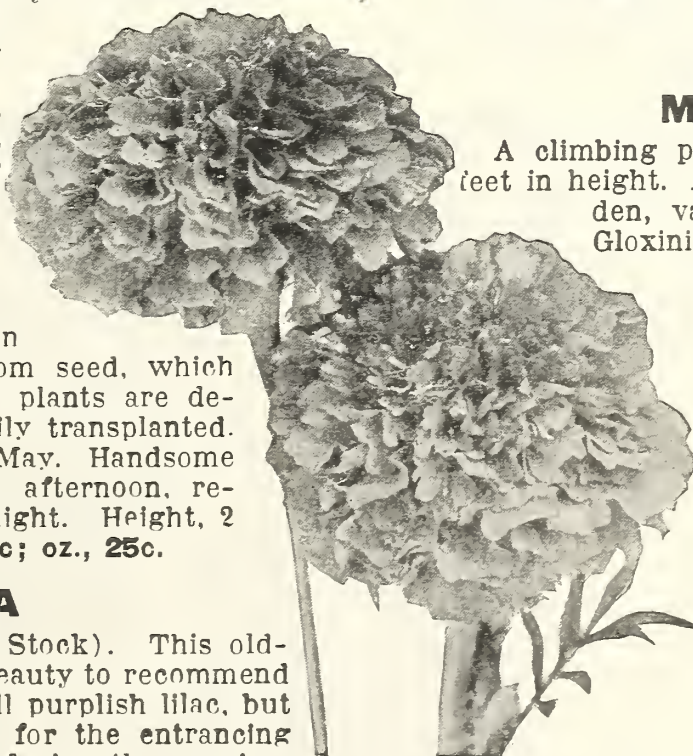 n
om seed, which
plants are de-
ily transplanted.
May. Handsome
afternoon, re-
ight. Height, 2
c; oz., 25c.
A
Stock). This old-
eauty to recommend
ll purplish lilac, but
for the entrancing
M
A climbing p
feet in height.
den, va
Gloxini